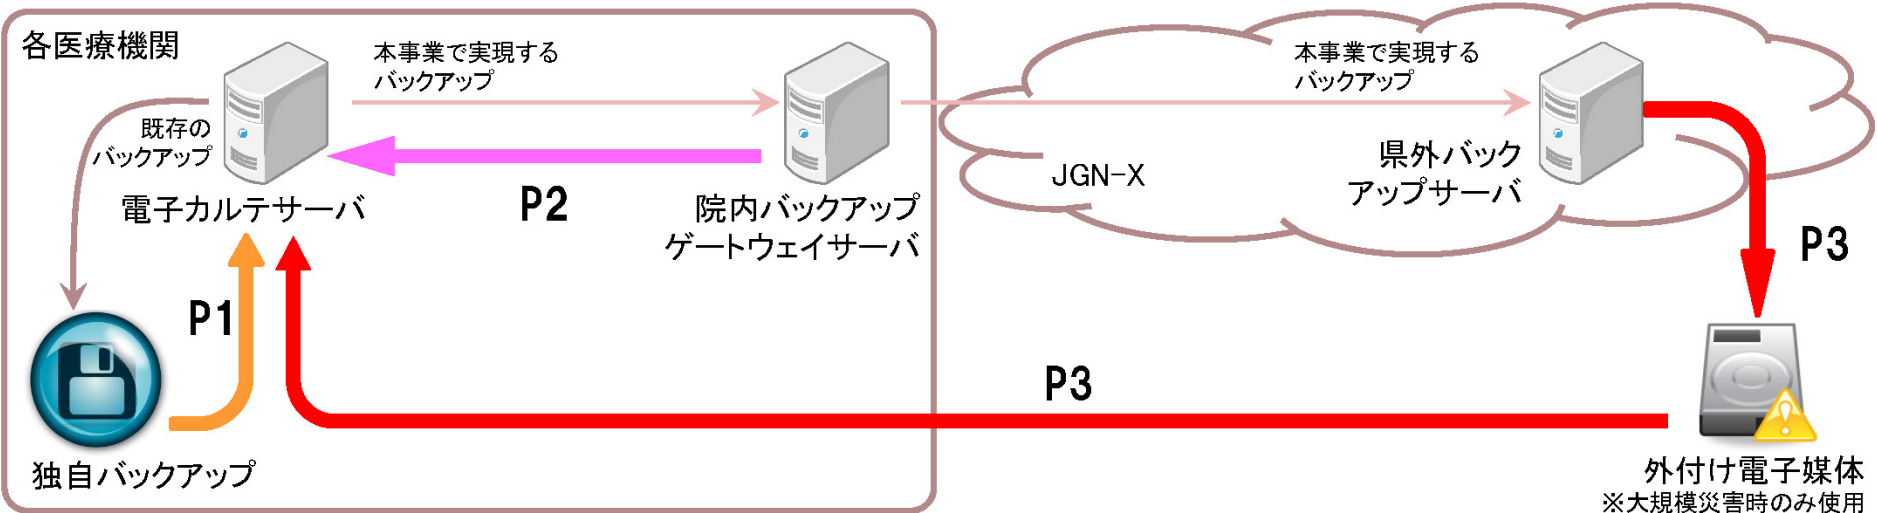 各医療機関
本事業で実現する
バックアップ
本事業で実現する
バックアップ
既存の
バックアップ
電子カルテサーバ
P2
院内バックアップ
ゲートウェイサーバ
JGN-X
県外バック
アップサーバ
P3
P1
P3
独自バックアップ
外付け電子媒体
※大規模災害時のみ使用